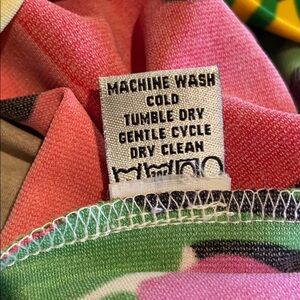 MACHINE WASH
COLD
TUMBLE DRY
GENTLE CYCLE
DRY CLEAN